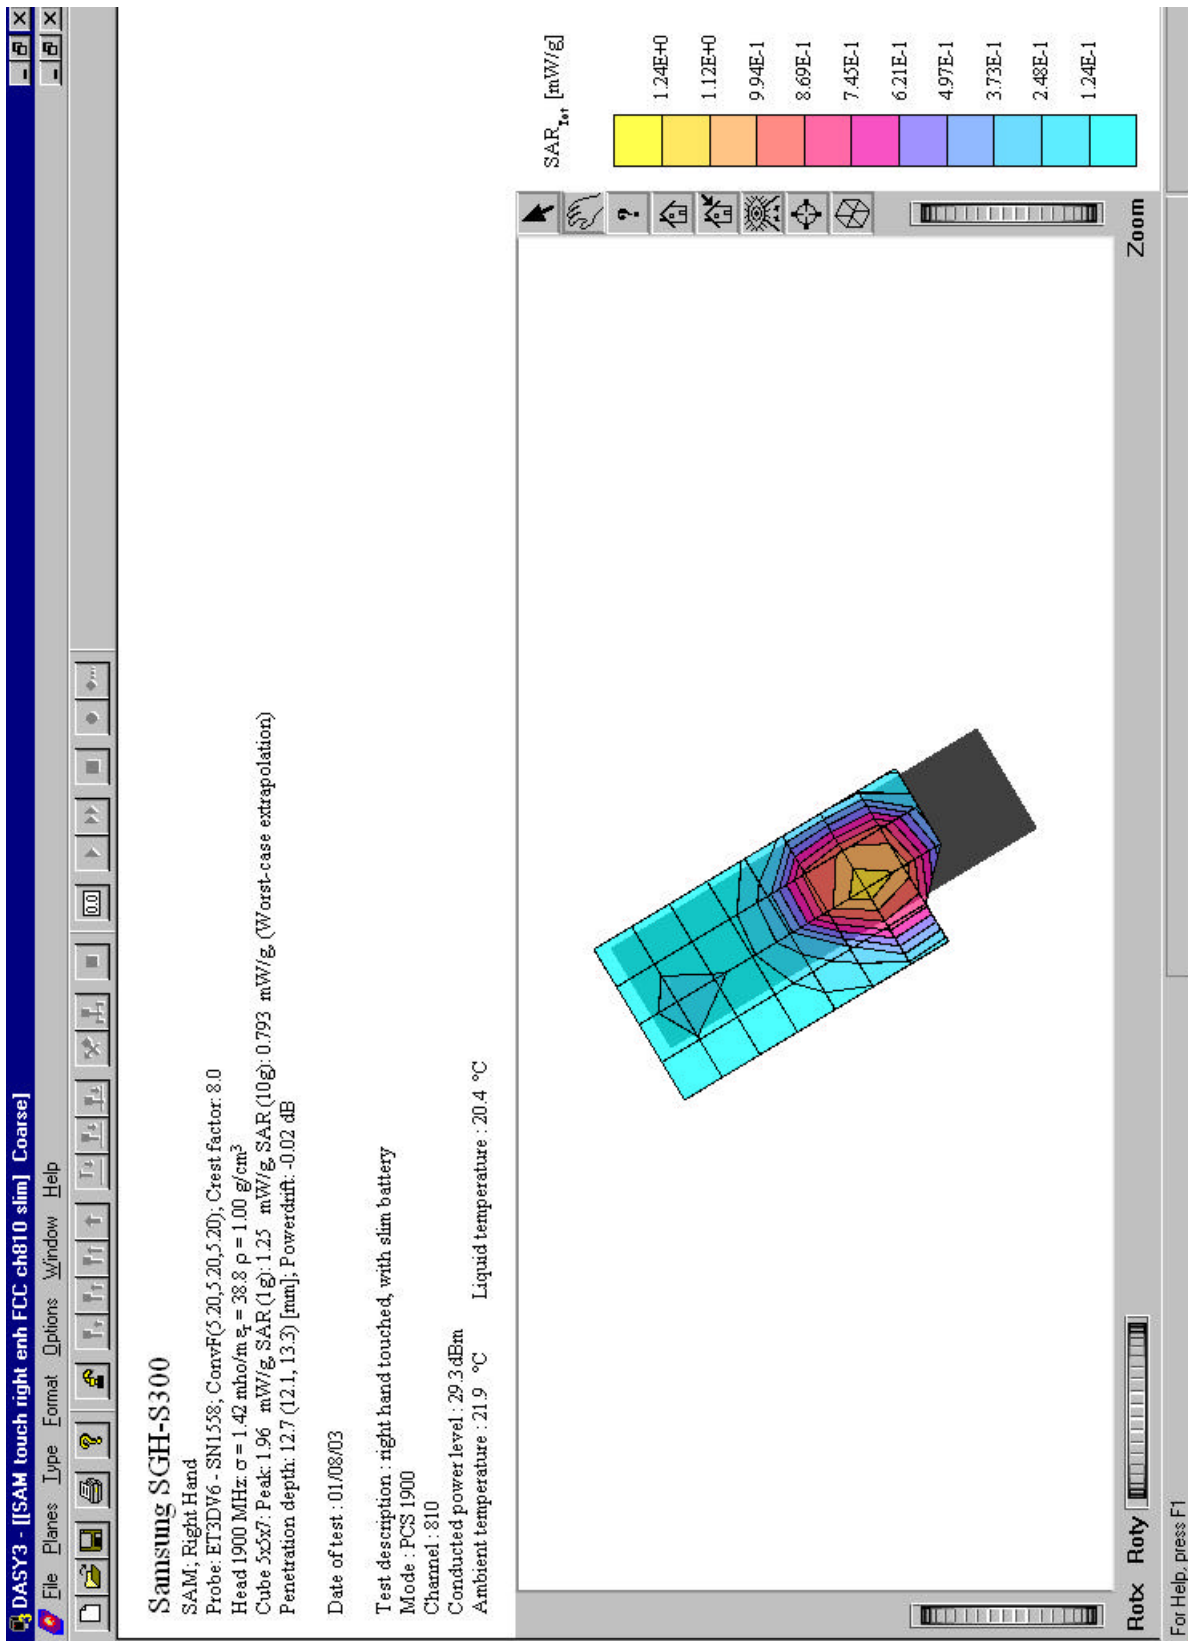 DASY3 - [[SAM touch right enh FCC ch810 slim] Coarse]
File Planes Type Format Options Window Help
0.0
Samsung SGH-S300
SAM; Right Hand
Probe: ET3DV6 - SN1558; ConvF(5.20,5.20,5.20); Crest factor: 8.0
Head 1900 MHz: σ = 1.42 mho/m εr = 38.8 ρ = 1.00 g/cm³
Cube 5x5x7: Peak: 1.96 mW/g, SAR (1g): 1.25 mW/g, SAR (10g): 0.793 mW/g, (Worst-case extrapolation)
Penetration depth: 12.7 (12.1, 13.3) [mm]; Powerdrift: -0.02 dB
Date of test : 01/08/03
Test description : right hand touched, with slim battery
Mode : PCS 1900
Channel : 810
Conducted power level : 29.3 dBm
Ambient temperature : 21.9 °C Liquid temperature : 20.4 °C
SARTot [mW/g]
1.24E+0
1.12E+0
9.94E-1
8.69E-1
7.45E-1
6.21E-1
4.97E-1
3.73E-1
2.48E-1
1.24E-1
Rotx Roty Zoom
For Help, press F1